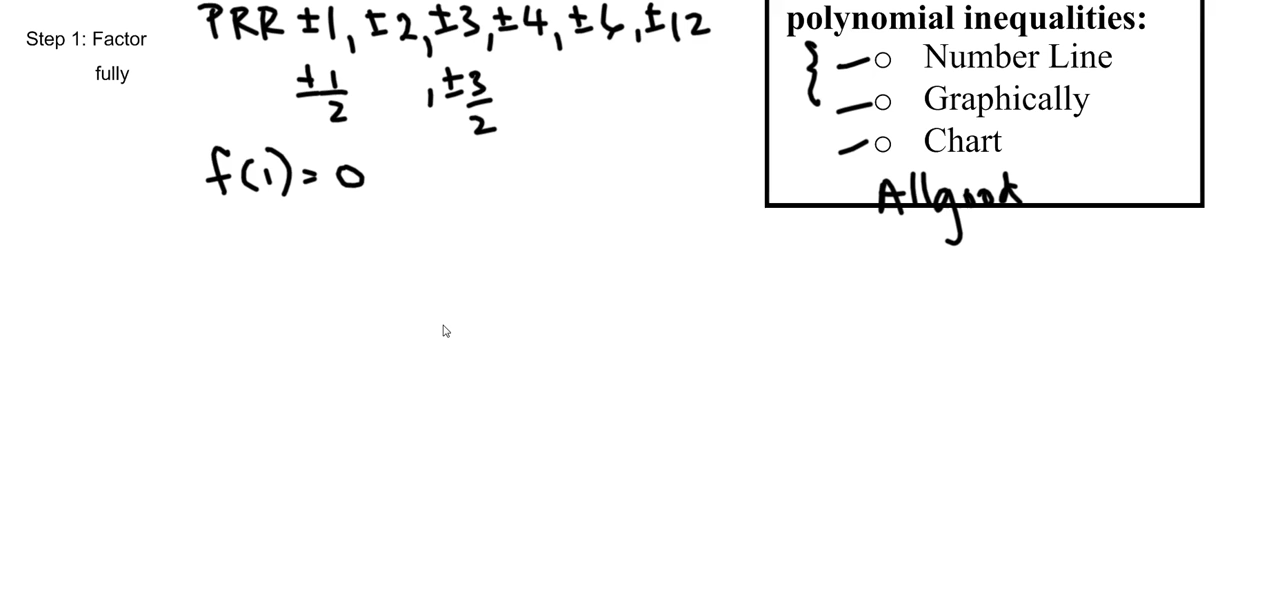 Step 1: Factor
fully
PRR ±1, ±2, ±3, ±4, ±6, ±12
±1/2 , ±3/2
f(1) = 0
polynomial inequalities:
Number Line
Graphically
Chart
All good